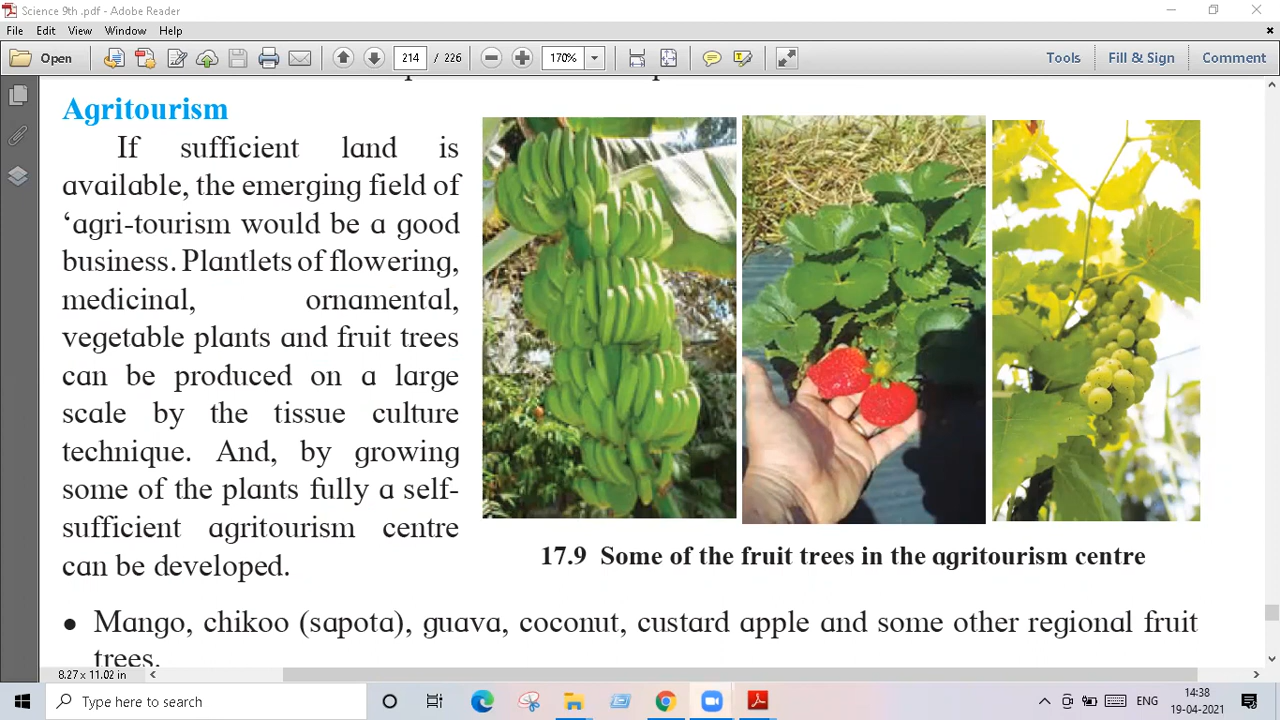 Science 9th .pdf - Adobe Reader
File Edit View Window Help
Open 214 / 226 170% Tools Fill & Sign Comment
Agritourism
If sufficient land is
available, the emerging field of
‘agri-tourism would be a good
business. Plantlets of flowering,
medicinal, ornamental,
vegetable plants and fruit trees
can be produced on a large
scale by the tissue culture
technique. And, by growing
some of the plants fully a self-
sufficient agritourism centre
can be developed.
17.9 Some of the fruit trees in the agritourism centre
● Mango, chikoo (sapota), guava, coconut, custard apple and some other regional fruit
trees.
8.27 x 11.02 in
Type here to search
ENG
14:38
19-04-2021